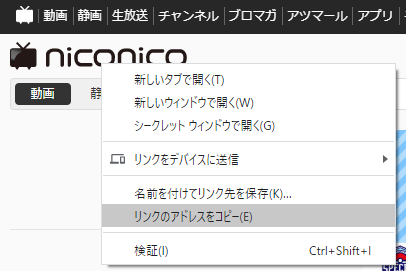 動画 静画 生放送 チャンネル ブロマガ アツマール アプリ
niconico
動画 静
新しいタブで開く(T)
新しいウィンドウで開く(W)
シークレット ウィンドウで開く(G)
リンクをデバイスに送信
名前を付けてリンク先を保存(K)...
リンクのアドレスをコピー(E)
検証(I) Ctrl+Shift+I
SPEC